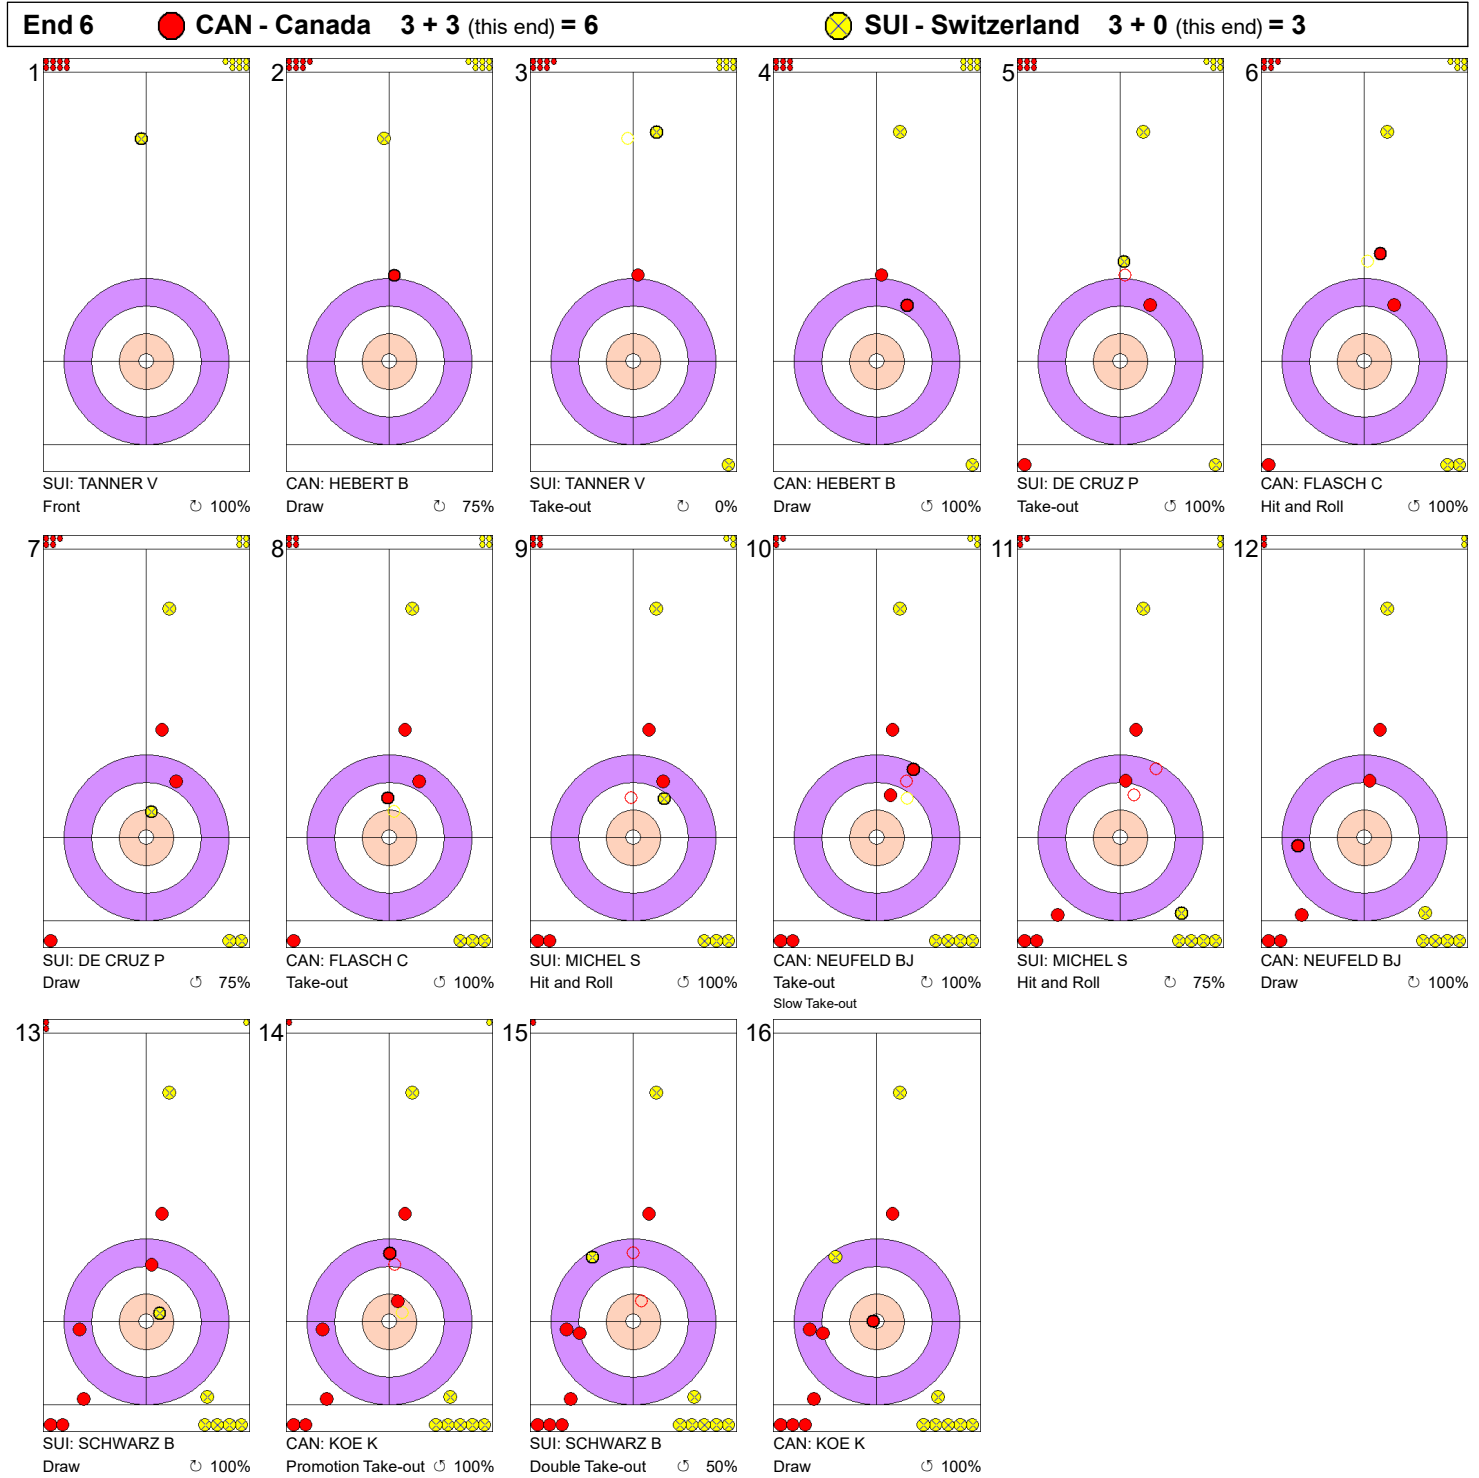 End 6 CAN - Canada 3 + 3 (this end) = 6 SUI - Switzerland 3 + 0 (this end) = 3
1 2 3 4 5 6
SUI: TANNER V CAN: HEBERT B SUI: TANNER V CAN: HEBERT B SUI: DE CRUZ P CAN: FLASCH C
Front ↻ 100% Draw ↻ 75% Take-out ↻ 0% Draw ↺ 100% Take-out ↺ 100% Hit and Roll ↺ 100%
7 8 9 10 11 12
SUI: DE CRUZ P CAN: FLASCH C SUI: MICHEL S CAN: NEUFELD BJ SUI: MICHEL S CAN: NEUFELD BJ
Draw ↺ 75% Take-out ↺ 100% Hit and Roll ↺ 100% Take-out ↻ 100% Hit and Roll ↺ 75% Draw ↻ 100%
Slow Take-out
13 14 15 16
SUI: SCHWARZ B CAN: KOE K SUI: SCHWARZ B CAN: KOE K
Draw ↻ 100% Promotion Take-out ↻ 100% Double Take-out ↺ 50% Draw ↻ 100%